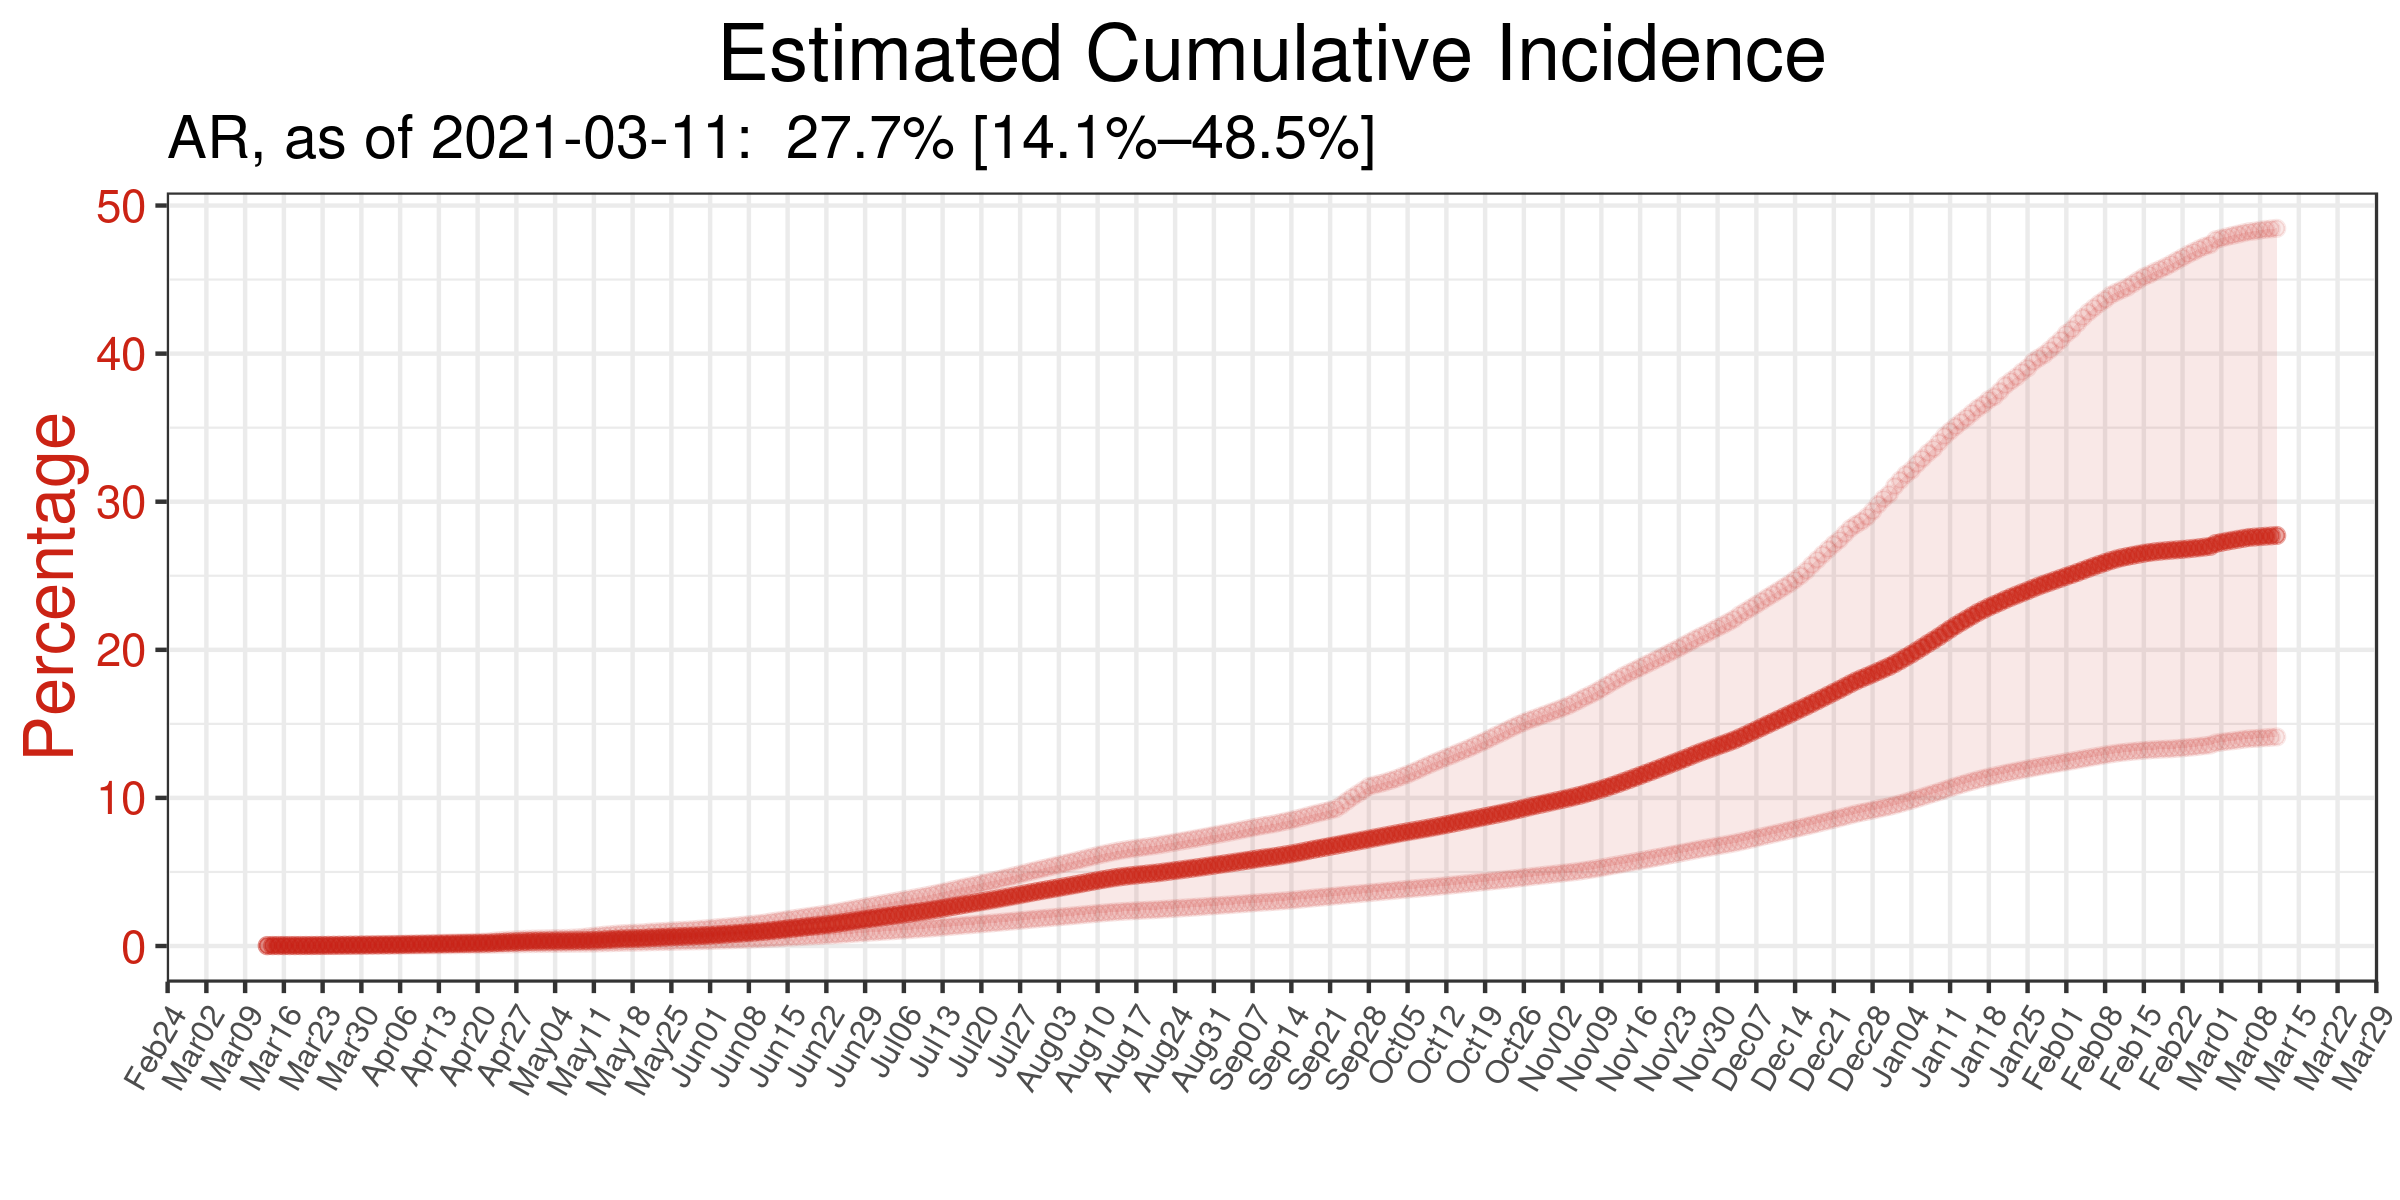 Estimated Cumulative Incidence
AR, as of 2021-03-11:  27.7% [14.1%–48.5%]
Percentage
50
40
30
20
10
0
Feb24
Mar02
Mar09
Mar16
Mar23
Mar30
Apr06
Apr13
Apr20
Apr27
May04
May11
May18
May25
Jun01
Jun08
Jun15
Jun22
Jun29
Jul06
Jul13
Jul20
Jul27
Aug03
Aug10
Aug17
Aug24
Aug31
Sep07
Sep14
Sep21
Sep28
Oct05
Oct12
Oct19
Oct26
Nov02
Nov09
Nov16
Nov23
Nov30
Dec07
Dec14
Dec21
Dec28
Jan04
Jan11
Jan18
Jan25
Feb01
Feb08
Feb15
Feb22
Mar01
Mar08
Mar15
Mar22
Mar29